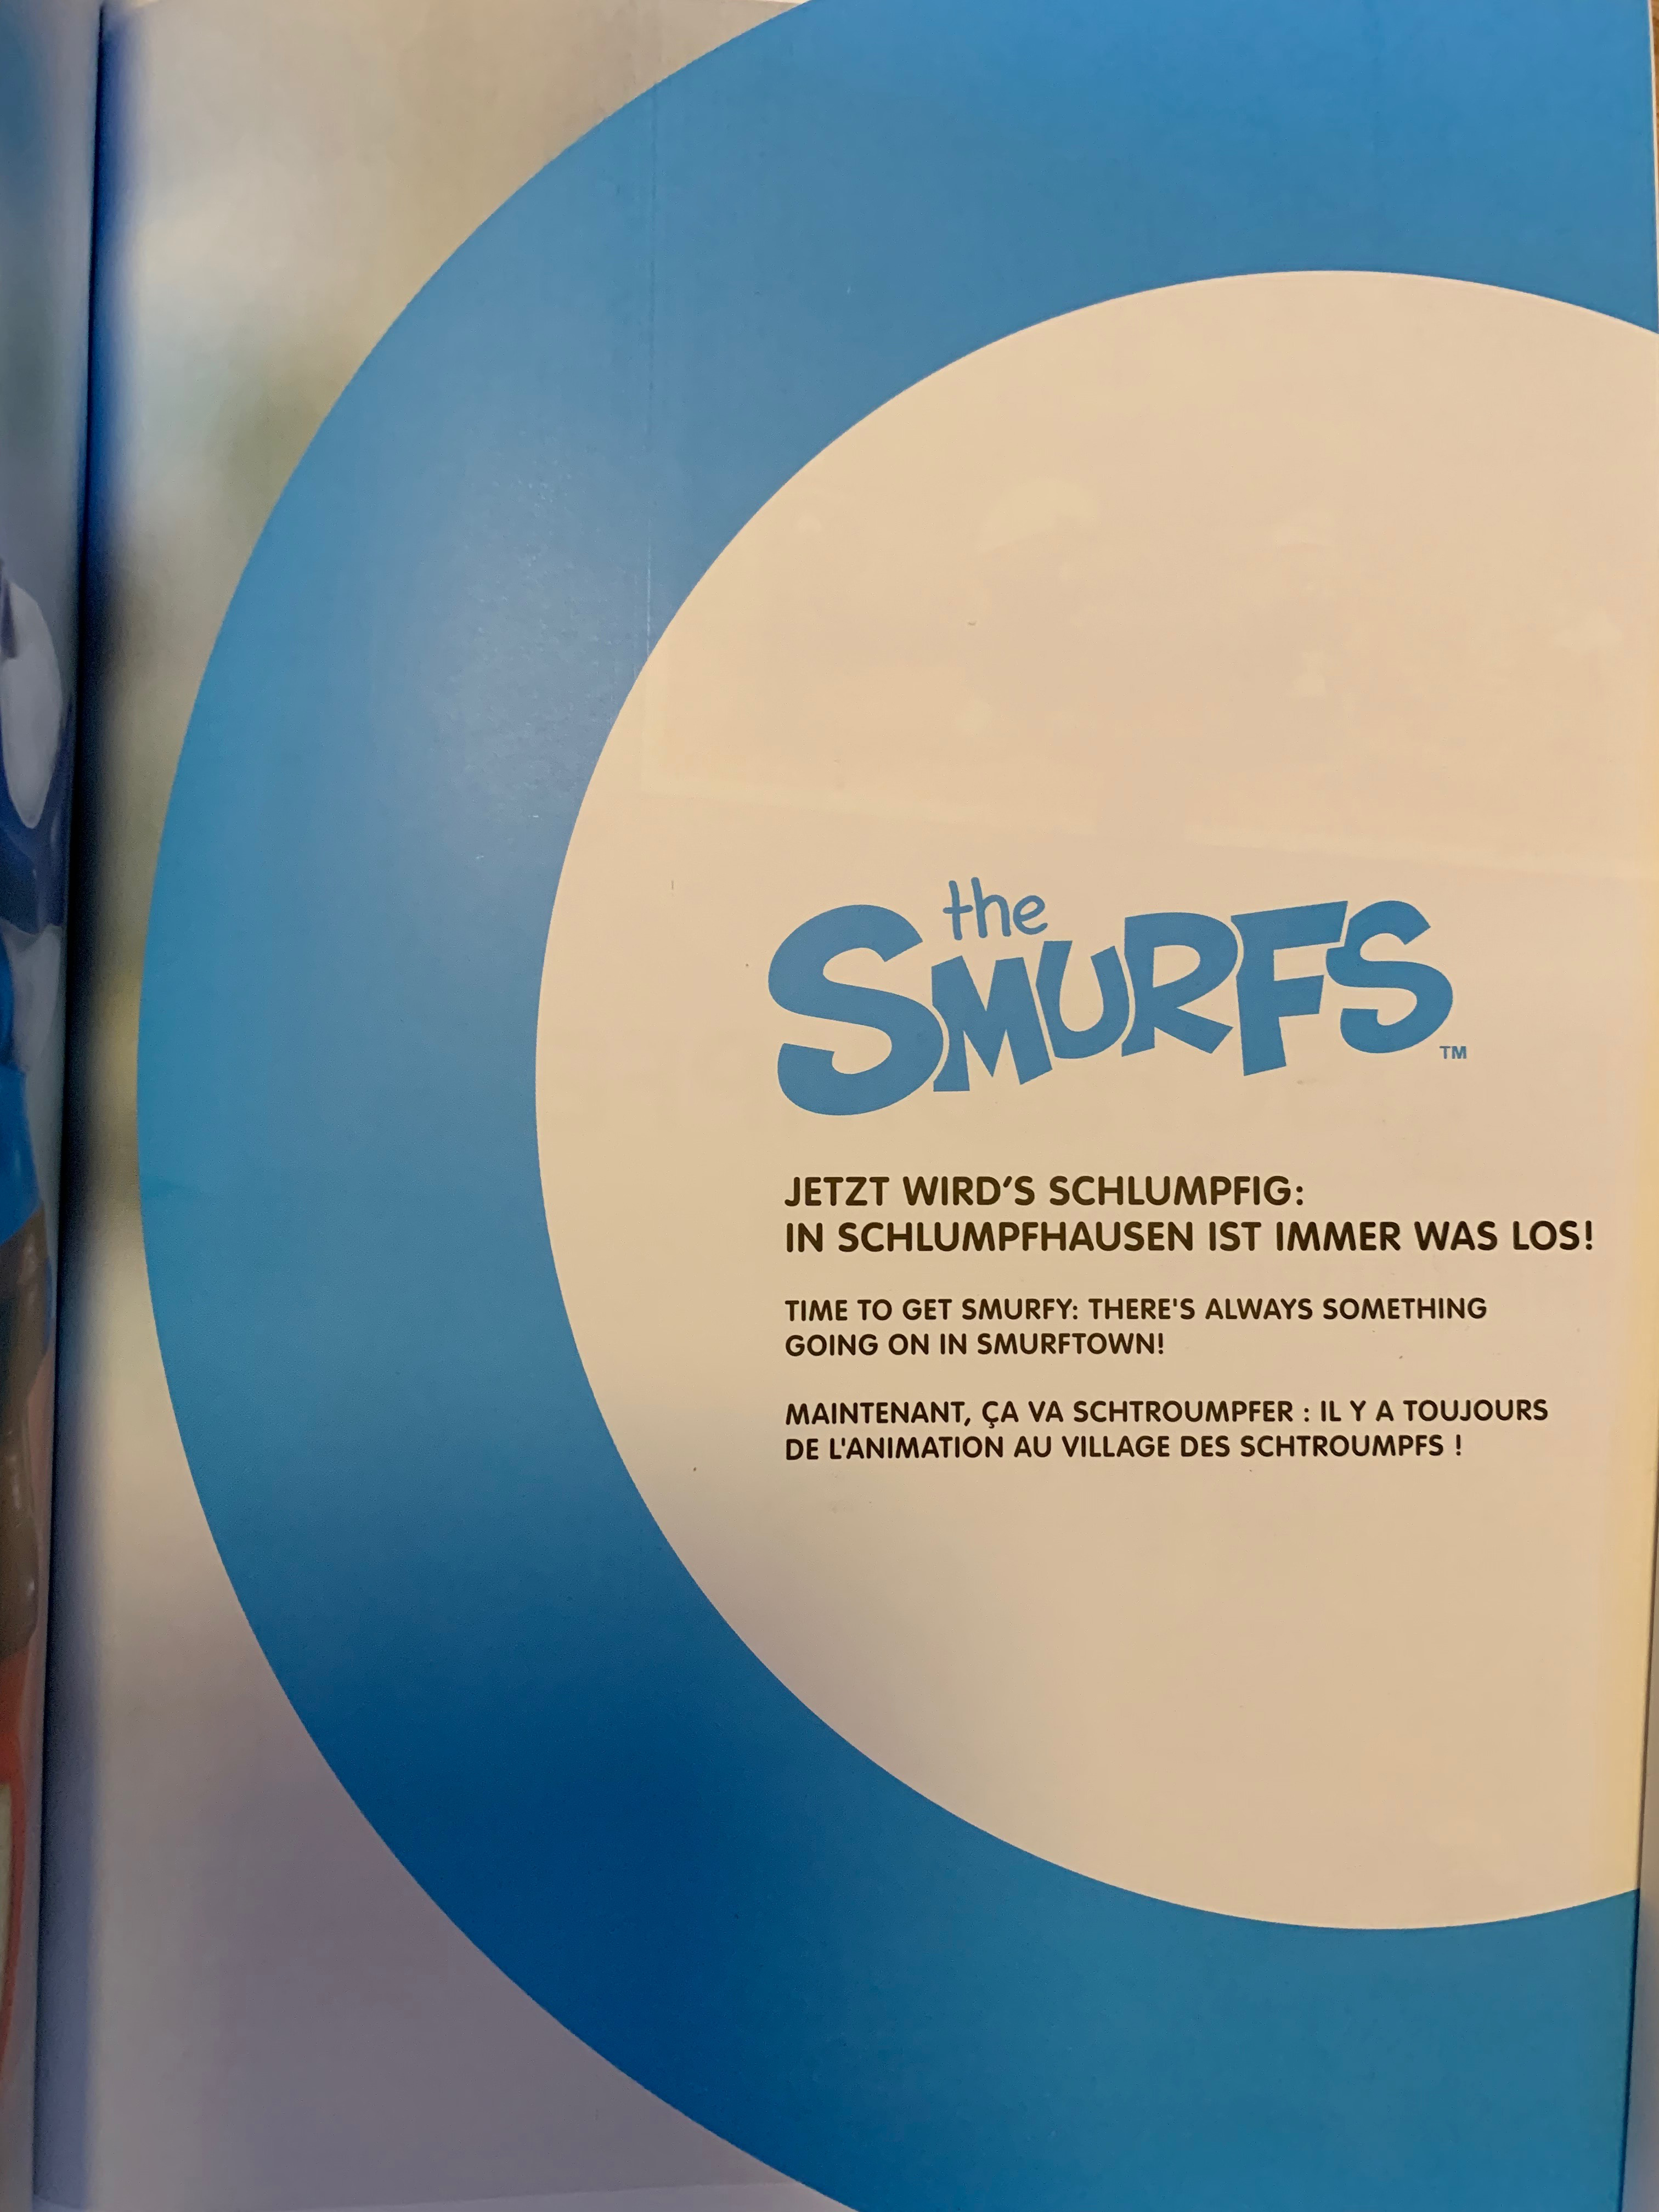 the
SMURFS
TM
JETZT WIRD'S SCHLUMPFIG:
IN SCHLUMPFHAUSEN IST IMMER WAS LOS!
TIME TO GET SMURFY: THERE'S ALWAYS SOMETHING
GOING ON IN SMURFTOWN!
MAINTENANT, ÇA VA SCHTROUMPFER : IL Y A TOUJOURS
DE L'ANIMATION AU VILLAGE DES SCHTROUMPFS !